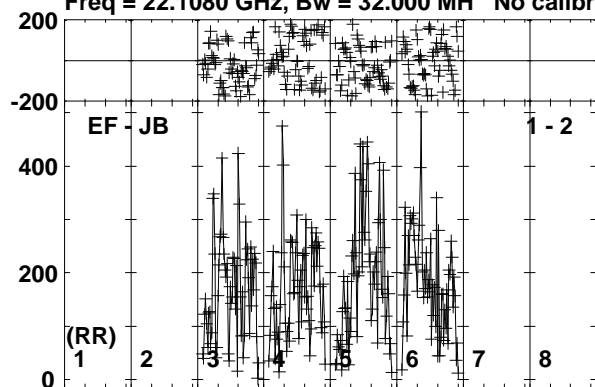 Freq = 22.1080 GHz, Bw = 32.000 MH No calibr
200
-200
EF - JB 1 - 2
400
200
(RR)
1 2 3 4 5 6 7 8
0